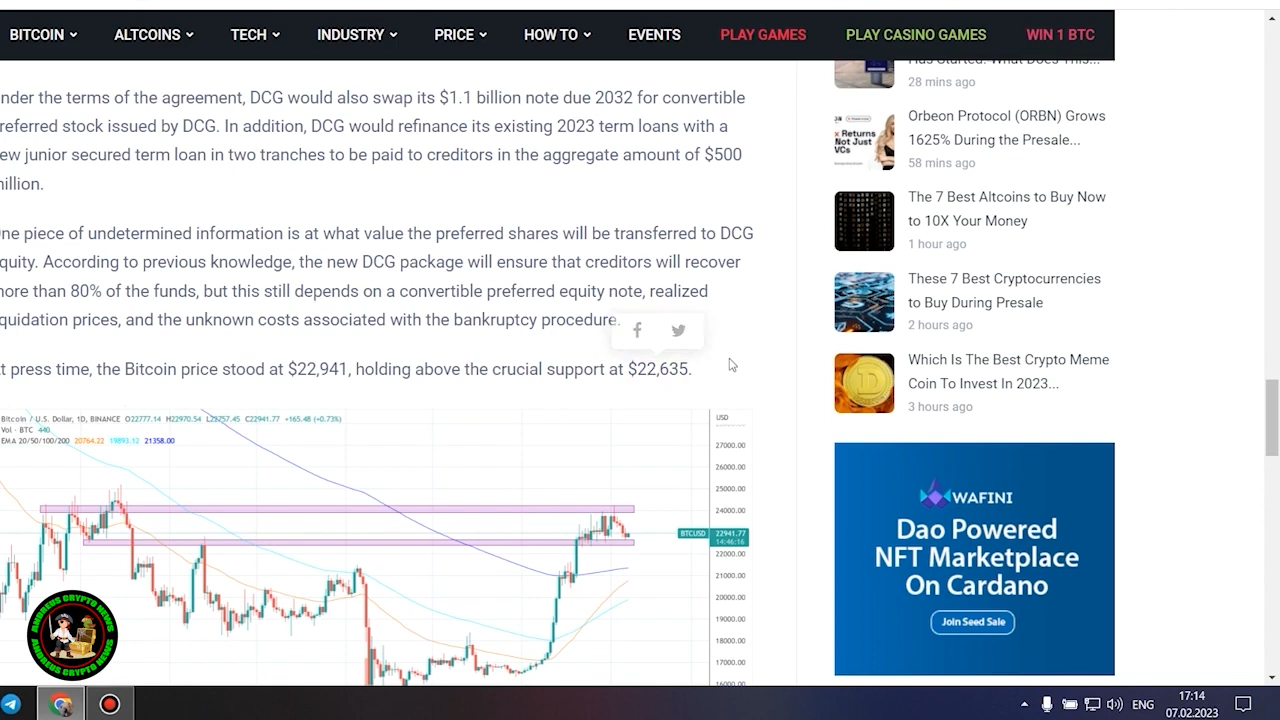 BITCOIN ALTCOINS TECH INDUSTRY PRICE HOW TO EVENTS PLAY GAMES PLAY CASINO GAMES WIN 1 BTC
nder the terms of the agreement, DCG would also swap its $1.1 billion note due 2032 for convertible
referred stock issued by DCG. In addition, DCG would refinance its existing 2023 term loans with a
ew junior secured term loan in two tranches to be paid to creditors in the aggregate amount of $500
million.
ne piece of undetermined information is at what value the preferred shares will be transferred to DCG
quity. According to previous knowledge, the new DCG package will ensure that creditors will recover
more than 80% of the
but this still depends on a convertible preferred equity note, realized
quidation prices, and the unknown costs associated with the bankruptcy procedure.
t press time, the Bitcoin price stood at $22,941, holding above the crucial support at $22,635.
Bitcoin / U.S. Dollar, 1D, BINANCE O22777.14 H22970.54 L22757.45 C22941.77 +165.48 (+0.73%)
Vol · BTC 440
EMA 20/50/100/200 20764.22 19893.12 21358.00
USD
27000.00
26000.00
25000.00
24000.00
BTCUSD 22941.77
14:46:16
22000.00
21000.00
20000.00
19000.00
18000.00
17000.00
16000.00
ANDREUS CRYPTO NEWS
ANDREUS CRYPTO NEWS
Has Started. What Does This...
28 mins ago
Orbeon Protocol (ORBN) Grows
1625% During the Presale...
58 mins ago
Returns
Not Just
VCs
The 7 Best Altcoins to Buy Now
to 10X Your Money
1 hour ago
These 7 Best Cryptocurrencies
to Buy During Presale
2 hours ago
Which Is The Best Crypto Meme
Coin To Invest In 2023...
3 hours ago
WAFINI
Dao Powered
NFT Marketplace
On Cardano
Join Seed Sale
ENG
17:14
07.02.2023